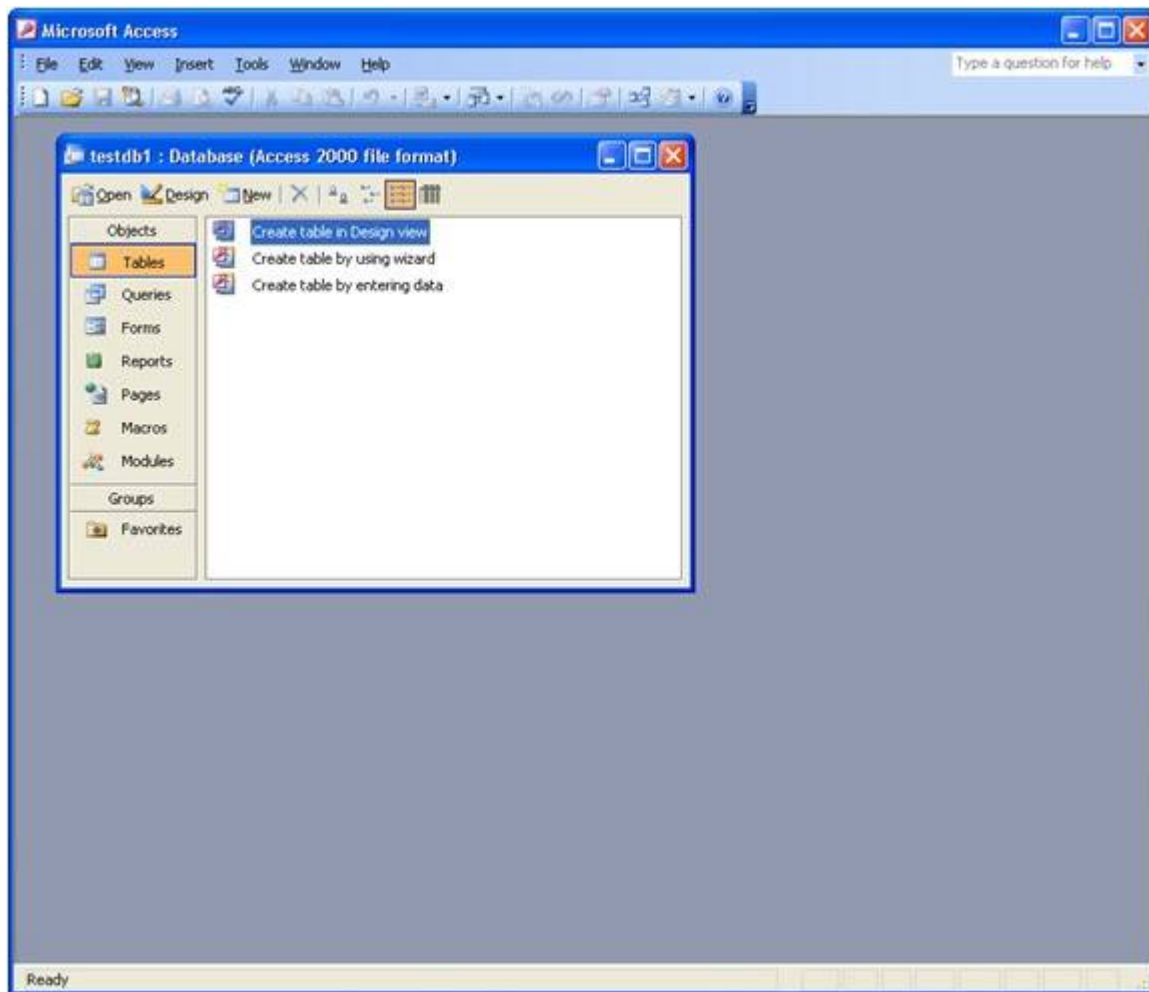 Microsoft Access
File Edit View Insert Tools Window Help Type a question for help
testdb1 : Database (Access 2000 file format)
Open Design New
Objects
Tables
Queries
Forms
Reports
Pages
Macros
Modules
Groups
Favorites
Create table in Design view
Create table by using wizard
Create table by entering data
Ready